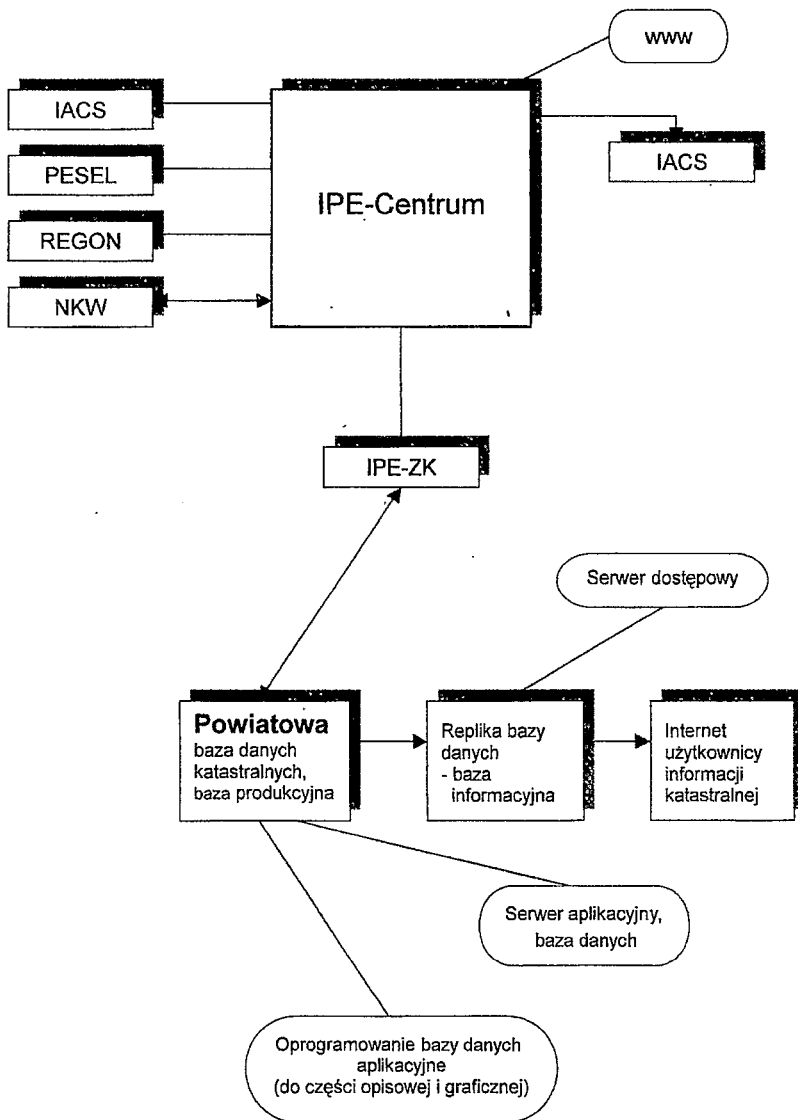 www
IACS
PESEL
REGON
NKW
IPE-Centrum
IACS
IPE-ZK
Serwer dostępowy
Powiatowa
baza danych
katastralnych,
baza produkcyjna
Replika bazy
danych
- baza
informacyjna
Internet
użytkownicy
informacji
katastralnej
Serwer aplikacyjny,
baza danych
Oprogramowanie bazy danych
aplikacyjne
(do części opisowej i graficznej)